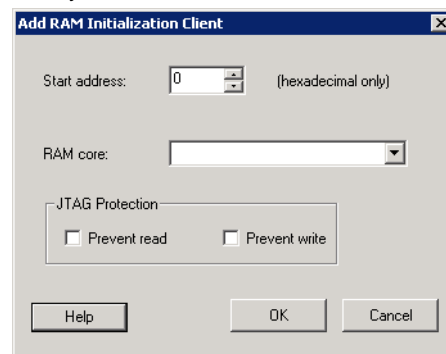 Add RAM Initialization Client
Start address: 0 (hexadecimal only)
RAM core:
JTAG Protection
Prevent read Prevent write
Help OK Cancel